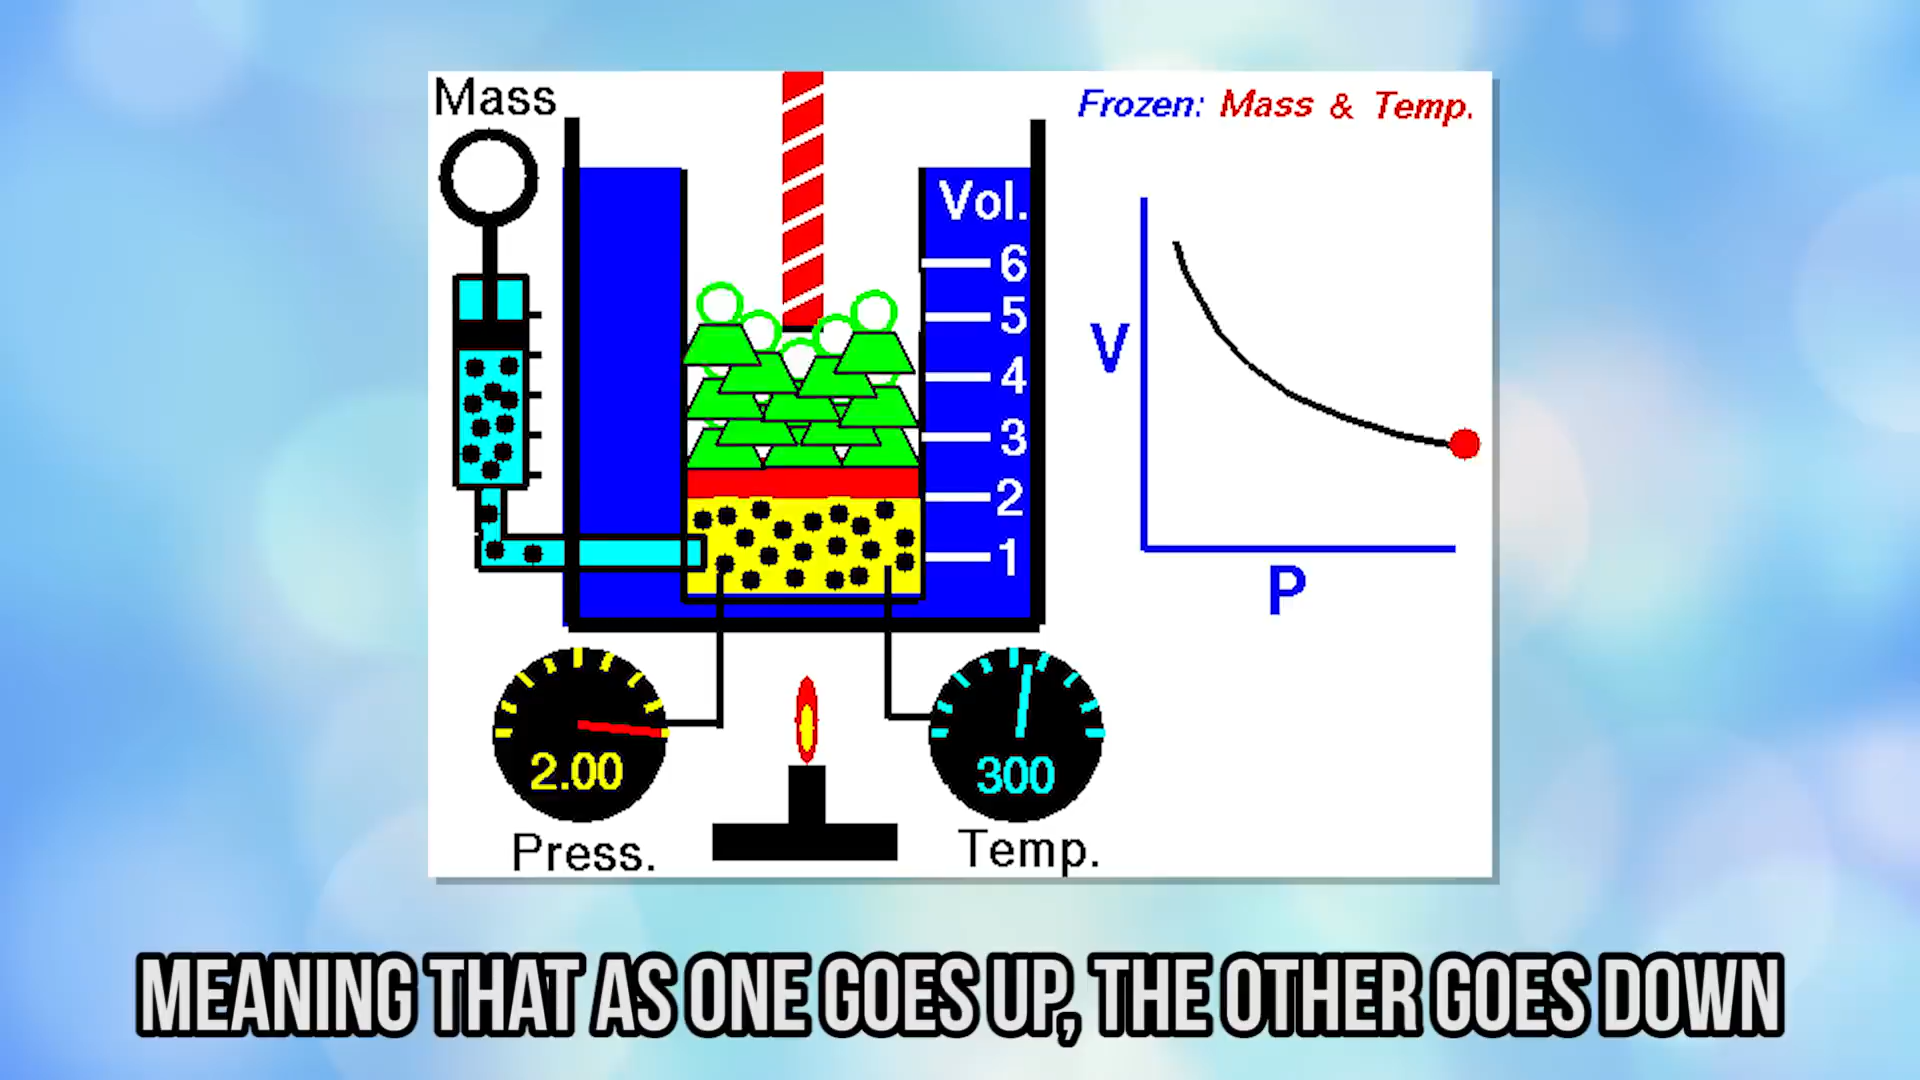 Mass
Frozen: Mass & Temp.
Vol.
6
5
4
3
2
1
V
P
2.00
300
Press.
Temp.
MEANING THAT AS ONE GOES UP, THE OTHER GOES DOWN